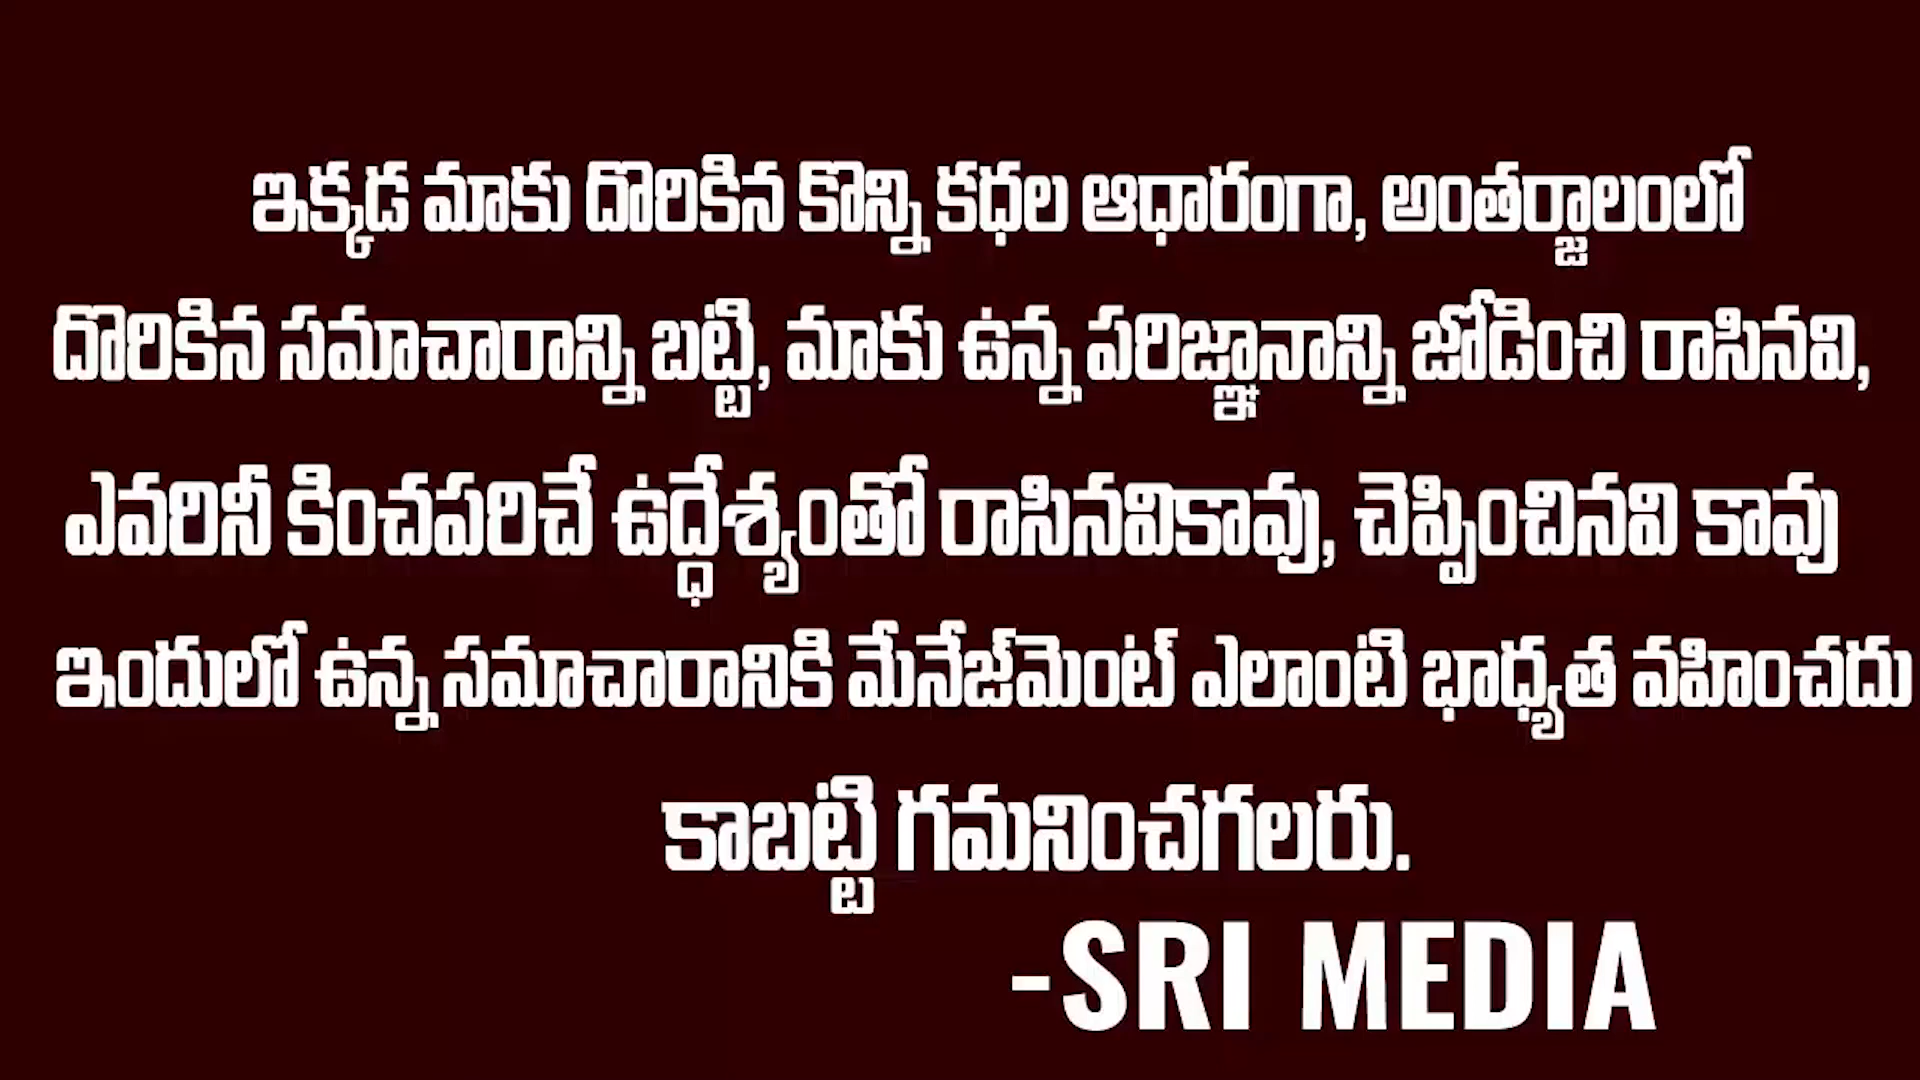 ఇక్కడ మాకు దొరికిన కొన్ని కధల ఆధారంగా, అంతర్జాలంలో
దొరికిన సమాచారాన్ని బట్టి, మాకు ఉన్న పరిజ్ఞానాన్ని జోడించి రాసినవి,
ఎవరినీ కించపరిచే ఉద్ధేశ్యంతో రాసినవికావు, చెప్పించినవి కావు
ఇందులో ఉన్న సమాచారానికి మేనేజ్‌మెంట్ ఎలాంటి భాధ్యత వహించదు
కాబట్టి గమనించగలరు.
-SRI MEDIA